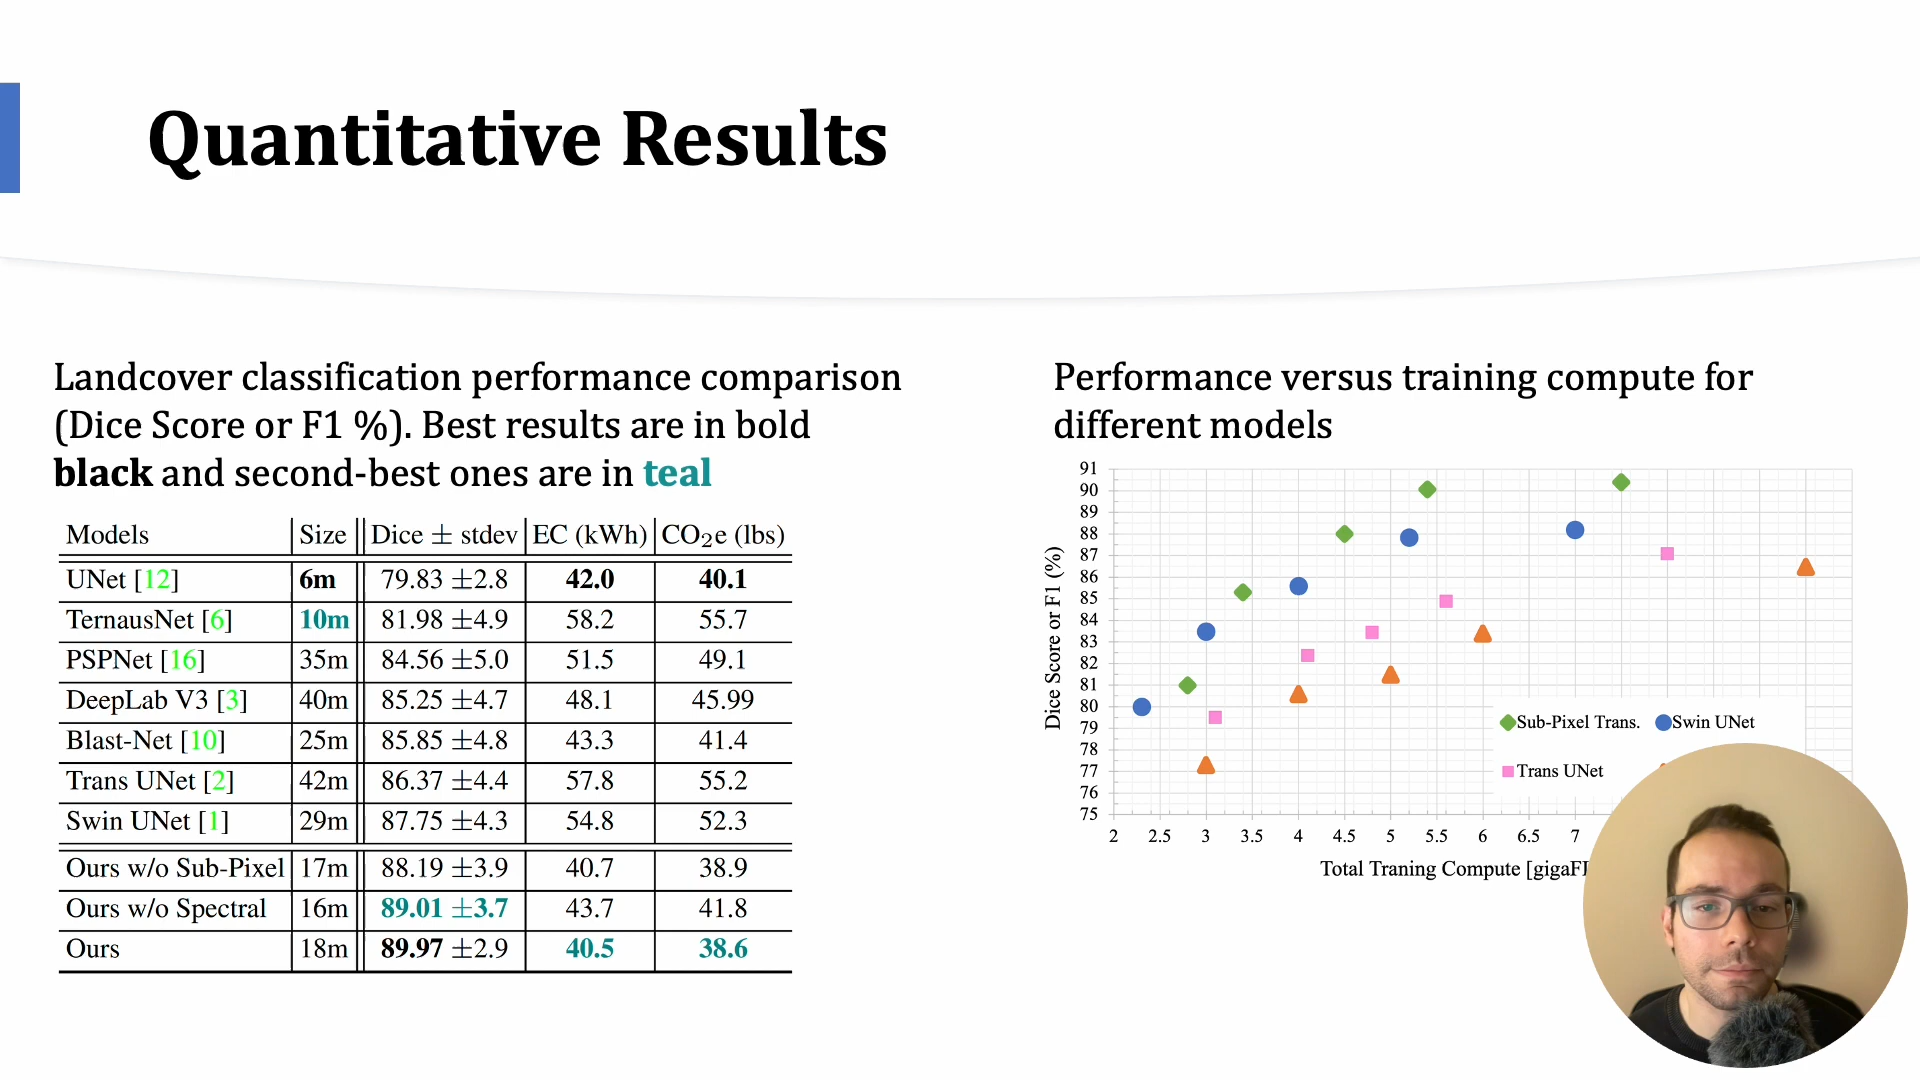 Quantitative Results
Landcover classification performance comparison
(Dice Score or F1 %). Best results are in bold
black and second-best ones are in teal
Models Size Dice ± stdev EC (kWh) CO₂e (lbs)
UNet [12] 6m 79.83 ±2.8 42.0 40.1
TernausNet [6] 10m 81.98 ±4.9 58.2 55.7
PSPNet [16] 35m 84.56 ±5.0 51.5 49.1
DeepLab V3 [3] 40m 85.25 ±4.7 48.1 45.99
Blast-Net [10] 25m 85.85 ±4.8 43.3 41.4
Trans UNet [2] 42m 86.37 ±4.4 57.8 55.2
Swin UNet [1] 29m 87.75 ±4.3 54.8 52.3
Ours w/o Sub-Pixel 17m 88.19 ±3.9 40.7 38.9
Ours w/o Spectral 16m 89.01 ±3.7 43.7 41.8
Ours 18m 89.97 ±2.9 40.5 38.6
Performance versus training compute for
different models
Dice Score or F1 (%)
91
90
89
88
87
86
85
84
83
82
81
80
79
78
77
76
75
Sub-Pixel Trans. Swin UNet
Trans UNet
2 2.5 3 3.5 4 4.5 5 5.5 6 6.5 7
Total Traning Compute